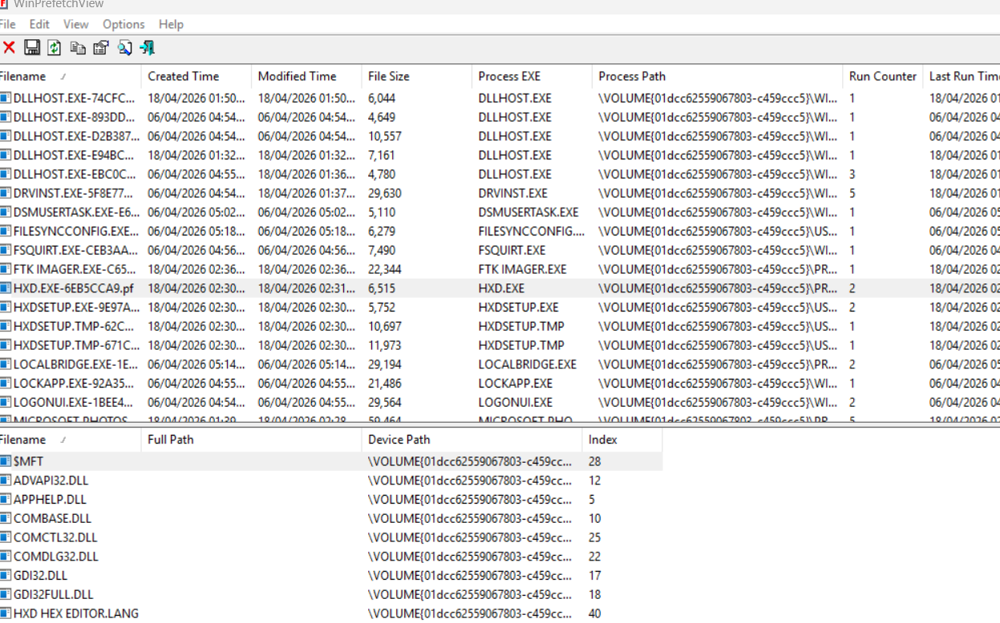 WinPrefetchView
File Edit View Options Help
Filename Created Time Modified Time File Size Process EXE Process Path Run Counter Last Run Time
DLLHOST.EXE-74CFC... 18/04/2026 01:50... 18/04/2026 01:50... 6,044 DLLHOST.EXE \VOLUME{01dcc62559067803-c459ccc5}\WI... 1 18/04/2026 01
DLLHOST.EXE-893DD... 06/04/2026 04:54... 06/04/2026 04:54... 4,649 DLLHOST.EXE \VOLUME{01dcc62559067803-c459ccc5}\WI... 1 06/04/2026 04
DLLHOST.EXE-D2B387... 06/04/2026 04:54... 06/04/2026 04:54... 10,557 DLLHOST.EXE \VOLUME{01dcc62559067803-c459ccc5}\WI... 1 06/04/2026 04
DLLHOST.EXE-E94BC... 18/04/2026 01:32... 18/04/2026 01:32... 7,161 DLLHOST.EXE \VOLUME{01dcc62559067803-c459ccc5}\WI... 1 18/04/2026 01
DLLHOST.EXE-EBC0C... 06/04/2026 04:55... 18/04/2026 01:36... 4,780 DLLHOST.EXE \VOLUME{01dcc62559067803-c459ccc5}\WI... 3 18/04/2026 01
DRVINST.EXE-5F8E77... 06/04/2026 04:54... 18/04/2026 01:37... 29,630 DRVINST.EXE \VOLUME{01dcc62559067803-c459ccc5}\WI... 5 18/04/2026 01
DSMUSERTASK.EXE-E6... 06/04/2026 05:02... 06/04/2026 05:02... 5,110 DSMUSERTASK.EXE \VOLUME{01dcc62559067803-c459ccc5}\WI... 1 06/04/2026 05
FILESYNCCONFIG.EXE... 06/04/2026 05:18... 06/04/2026 05:18... 6,279 FILESYNCCONFIG.... \VOLUME{01dcc62559067803-c459ccc5}\US... 1 06/04/2026 05
FSQUIRT.EXE-CEB3AA... 06/04/2026 04:56... 06/04/2026 04:56... 7,490 FSQUIRT.EXE \VOLUME{01dcc62559067803-c459ccc5}\WI... 1 06/04/2026 04
FTK IMAGER.EXE-C65... 18/04/2026 02:36... 18/04/2026 02:36... 22,344 FTK IMAGER.EXE \VOLUME{01dcc62559067803-c459ccc5}\PR... 1 18/04/2026 02
HXD.EXE-6EB5CCA9.pf 18/04/2026 02:30... 18/04/2026 02:31... 6,515 HXD.EXE \VOLUME{01dcc62559067803-c459ccc5}\PR... 2 18/04/2026 02
HXDSETUP.EXE-9E97A... 18/04/2026 02:30... 18/04/2026 02:30... 5,752 HXDSETUP.EXE \VOLUME{01dcc62559067803-c459ccc5}\US... 2 18/04/2026 02
HXDSETUP.TMP-62C... 18/04/2026 02:30... 18/04/2026 02:30... 10,697 HXDSETUP.TMP \VOLUME{01dcc62559067803-c459ccc5}\US... 1 18/04/2026 02
HXDSETUP.TMP-671C... 18/04/2026 02:30... 18/04/2026 02:30... 11,973 HXDSETUP.TMP \VOLUME{01dcc62559067803-c459ccc5}\US... 1 18/04/2026 02
LOCALBRIDGE.EXE-1E... 06/04/2026 05:14... 06/04/2026 05:14... 29,194 LOCALBRIDGE.EXE \VOLUME{01dcc62559067803-c459ccc5}\PR... 2 06/04/2026 05
LOCKAPP.EXE-92A35... 06/04/2026 04:55... 06/04/2026 04:55... 21,486 LOCKAPP.EXE \VOLUME{01dcc62559067803-c459ccc5}\WI... 1 06/04/2026 04
LOGONUI.EXE-1BEE4... 06/04/2026 04:54... 06/04/2026 04:55... 29,564 LOGONUI.EXE \VOLUME{01dcc62559067803-c459ccc5}\WI... 2 06/04/2026 04
MICROSOFT.PHOTOS... 18/04/2026 01:39... 18/04/2026 02:28... 59,464 MICROSOFT.PHO... \VOLUME{01dcc62559067803-c459ccc5}\PR... 5 18/04/2026 02
Filename Full Path Device Path Index
$MFT \VOLUME{01dcc62559067803-c459cc... 28
ADVAPI32.DLL \VOLUME{01dcc62559067803-c459cc... 12
APPHELP.DLL \VOLUME{01dcc62559067803-c459cc... 5
COMBASE.DLL \VOLUME{01dcc62559067803-c459cc... 10
COMCTL32.DLL \VOLUME{01dcc62559067803-c459cc... 25
COMDLG32.DLL \VOLUME{01dcc62559067803-c459cc... 22
GDI32.DLL \VOLUME{01dcc62559067803-c459cc... 17
GDI32FULL.DLL \VOLUME{01dcc62559067803-c459cc... 18
HXD HEX EDITOR.LANG \VOLUME{01dcc62559067803-c459cc... 40